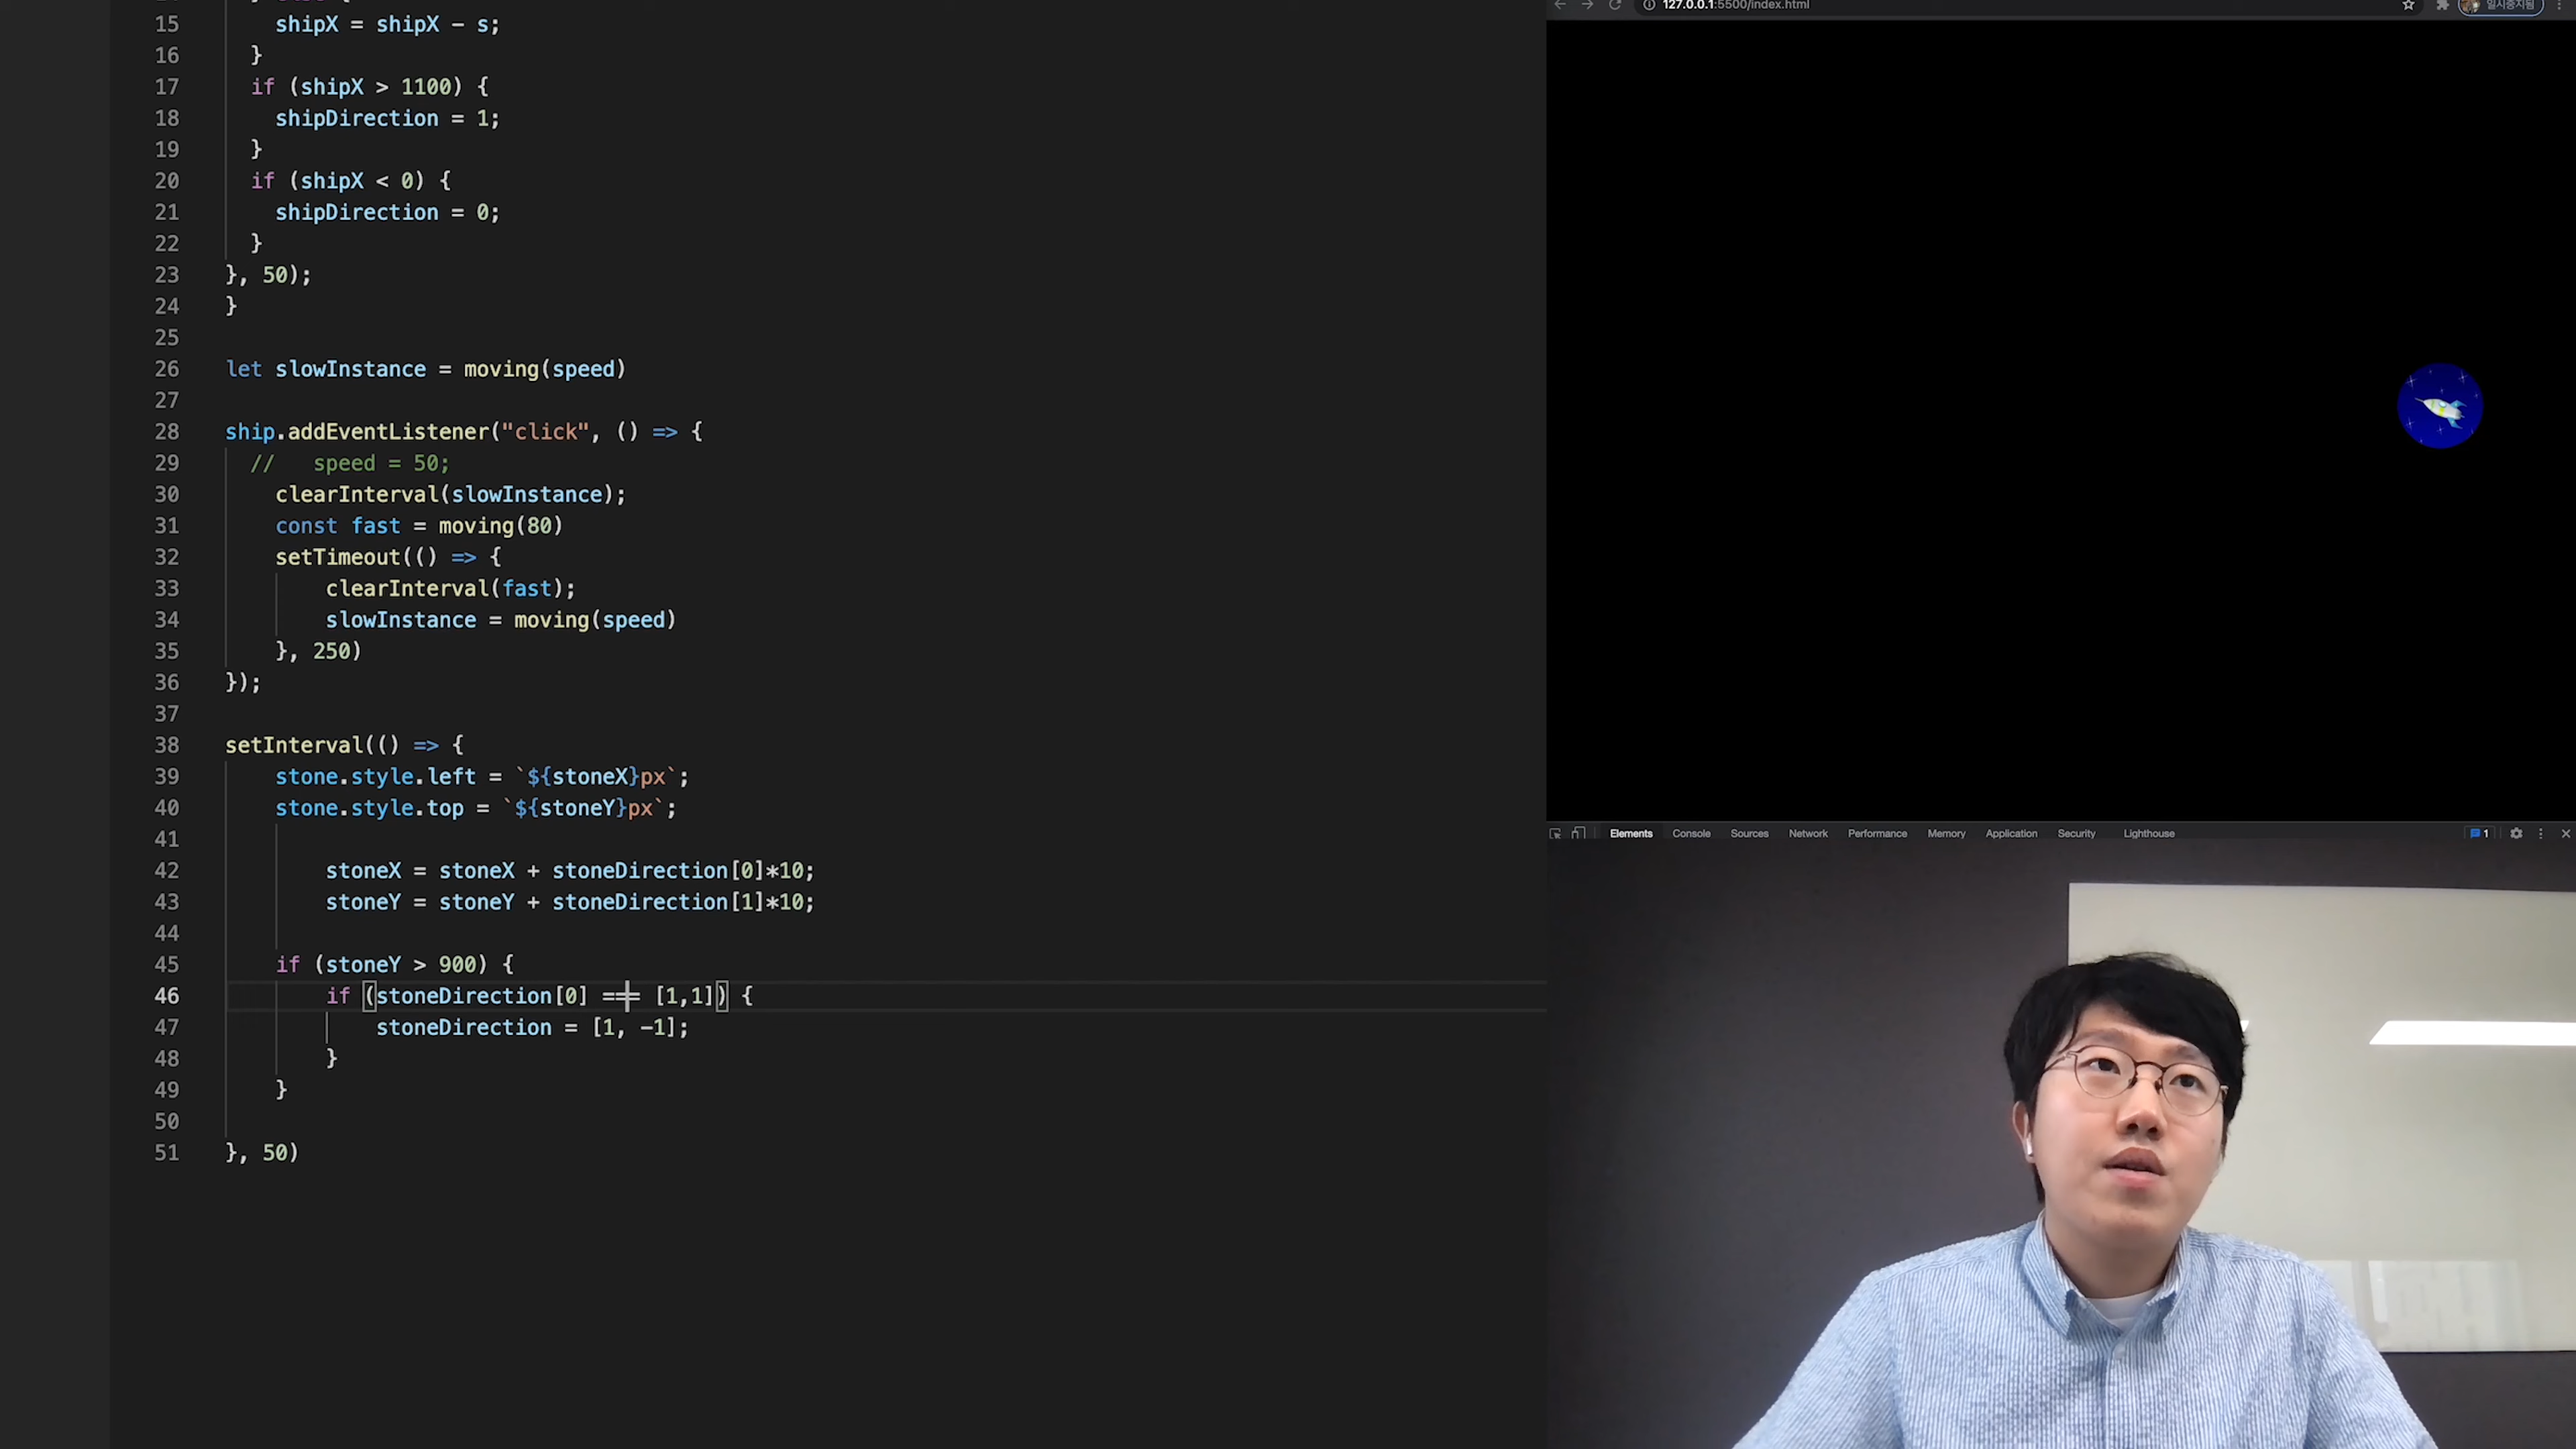 15 shipX = shipX - s;
16 }
17 if (shipX > 1100) {
18 shipDirection = 1;
19 }
20 if (shipX < 0) {
21 shipDirection = 0;
22 }
23 }, 50);
24 }
25
26 let slowInstance = moving(speed)
27
28 ship.addEventListener("click", () => {
29 // speed = 50;
30 clearInterval(slowInstance);
31 const fast = moving(80)
32 setTimeout(() => {
33 clearInterval(fast);
34 slowInstance = moving(speed)
35 }, 250)
36 });
37
38 setInterval(() => {
39 stone.style.left = `${stoneX}px`;
40 stone.style.top = `${stoneY}px`;
41
42 stoneX = stoneX + stoneDirection[0]*10;
43 stoneY = stoneY + stoneDirection[1]*10;
44
45 if (stoneY > 900) {
46 if (stoneDirection[0] === [1,1]) {
47 stoneDirection = [1, -1];
48 }
49 }
50
51 }, 50)
127.0.0.1:5500/index.html
일시중지됨
Elements Console Sources Network Performance Memory Application Security Lighthouse 1